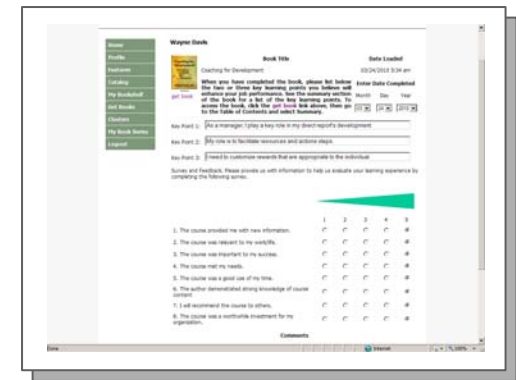 Home
Profile
Features
Catalog
My Bookshelf
Get Books
Clusters
My Book Series
Logout
Wayne Davis
Book Title
Date Loaded
Coaching for Development
03/24/2010 5:34 am
get book
When you have completed the book, please list below
the two or three key learning points you believe will
enhance your job performance. See the summary section
of the book for a list of the key learning points. To
access the book, click the get book link above, then go
to the Table of Contents and select Summary.
Enter Date Completed
Month Day Year
03 24 2010
Key Point 1: As a manager, I play a key role in my direct report's development
Key Point 2: My role is to facilitate resources and actions steps
Key Point 3: I need to customize rewards that are appropriate to the individual
Survey and Feedback. Please provide us with information to help us evaluate your learning experience by
completing the following survey.
1 2 3 4 5
1. The course provided me with new information.
2. The course was relevant to my work/life.
3. The course was important to my success.
4. The course met my needs.
5. The course was a good use of my time.
6. The author demonstrated strong knowledge of course
content.
7. I will recommend the course to others.
8. The course was a worthwhile investment for my
organization.
Comments
Done
Internet
100%